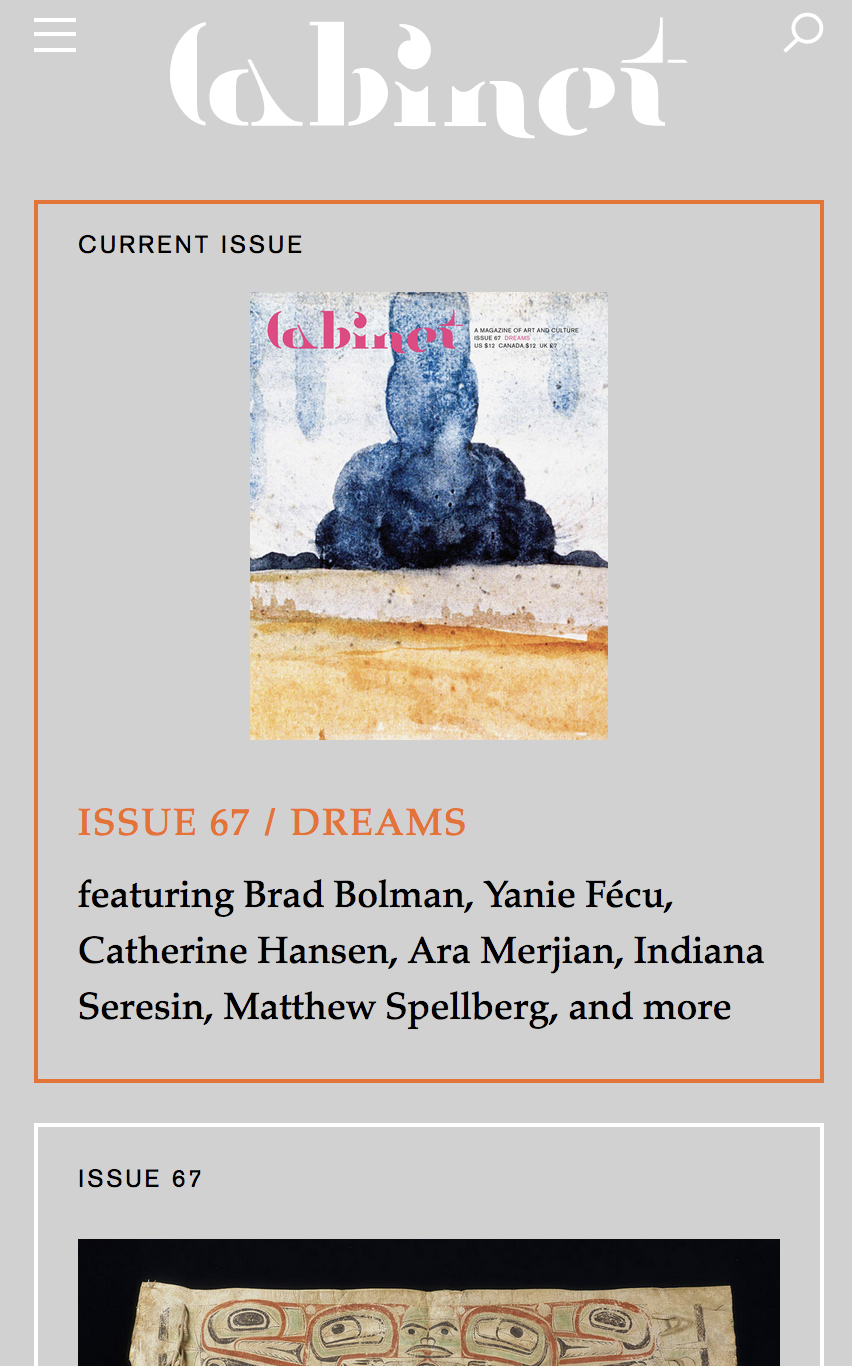 Cabinet
CURRENT ISSUE
Cabinet
A MAGAZINE OF ART AND CULTURE
ISSUE 67 DREAMS
US $12 CANADA $12 UK £7
ISSUE 67 / DREAMS
featuring Brad Bolman, Yanie Fécu,
Catherine Hansen, Ara Merjian, Indiana
Seresin, Matthew Spellberg, and more
ISSUE 67